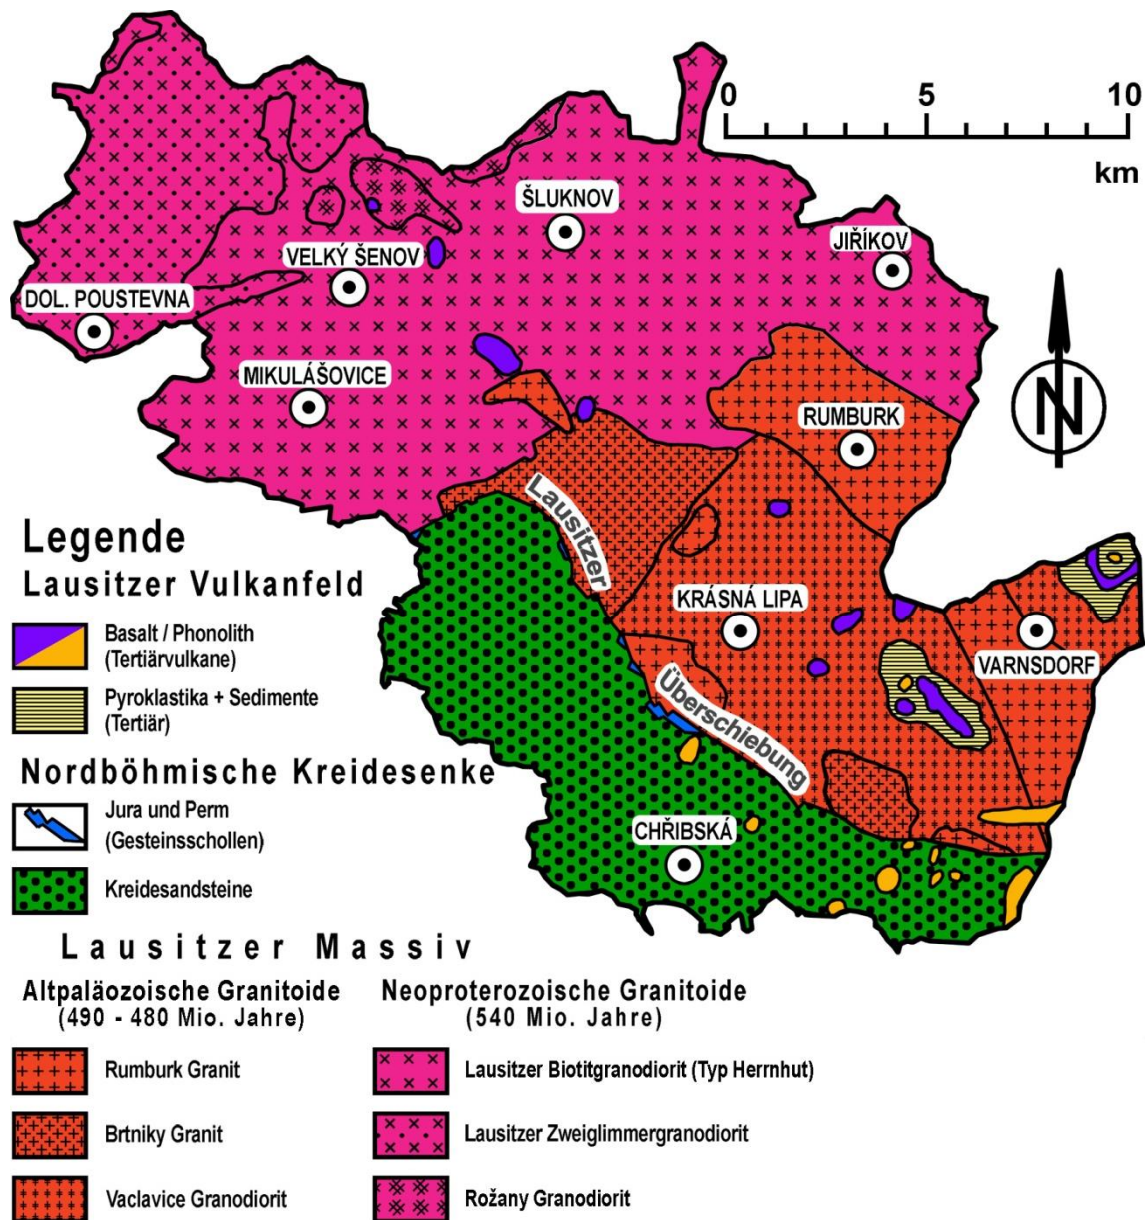 0 5 10
km
ŠLUKNOV
JIŘÍKOV
VELKÝ ŠENOV
DOL. POUSTEVNA
MIKULÁŠOVICE
RUMBURK
N
Lausitzer
Überschiebung
KRÁSNÁ LIPA
VARNSDORF
CHŘIBSKÁ
Legende
Lausitzer Vulkanfeld
Basalt / Phonolith
(Tertiärvulkane)
Pyroklastika + Sedimente
(Tertiär)
Nordböhmische Kreidesenke
Jura und Perm
(Gesteinsschollen)
Kreidesandsteine
Lausitzer Massiv
Altpaläozoische Granitoide
(490 - 480 Mio. Jahre)
Rumburk Granit
Brtniky Granit
Vaclavice Granodiorit
Neoproterozoische Granitoide
(540 Mio. Jahre)
Lausitzer Biotitgranodiorit (Typ Herrnhut)
Lausitzer Zweiglimmergranodiorit
Rožany Granodiorit